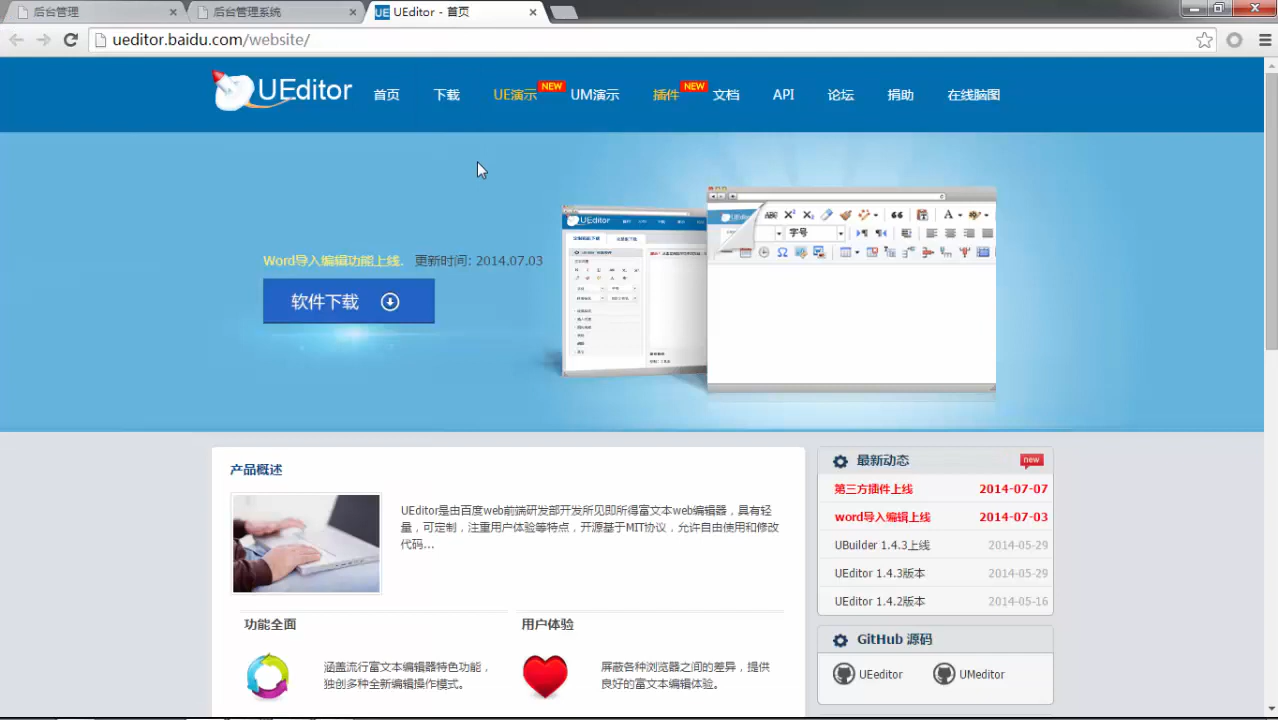 后台管理
后台管理系统
UE UEditor - 首页
ueditor.baidu.com/website/
UEditor
首页
下载
UE演示
NEW
UM演示
插件
NEW
文档
API
论坛
捐助
在线脑图
Word导入编辑功能上线. 更新时间: 2014.07.03
软件下载
UEditor
ABC
字号
产品概述
UEditor是由百度web前端研发部开发所见即所得富文本web编辑器，具有轻
量，可定制，注重用户体验等特点，开源基于MIT协议，允许自由使用和修改
代码...
功能全面
涵盖流行富文本编辑器特色功能，
独创多种全新编辑操作模式。
用户体验
屏蔽各种浏览器之间的差异，提供
良好的富文本编辑体验。
最新动态
new
第三方插件上线 2014-07-07
word导入编辑上线 2014-07-03
UBuilder 1.4.3上线 2014-05-29
UEditor 1.4.3版本 2014-05-29
UEditor 1.4.2版本 2014-05-16
GitHub 源码
UEeditor
UMeditor